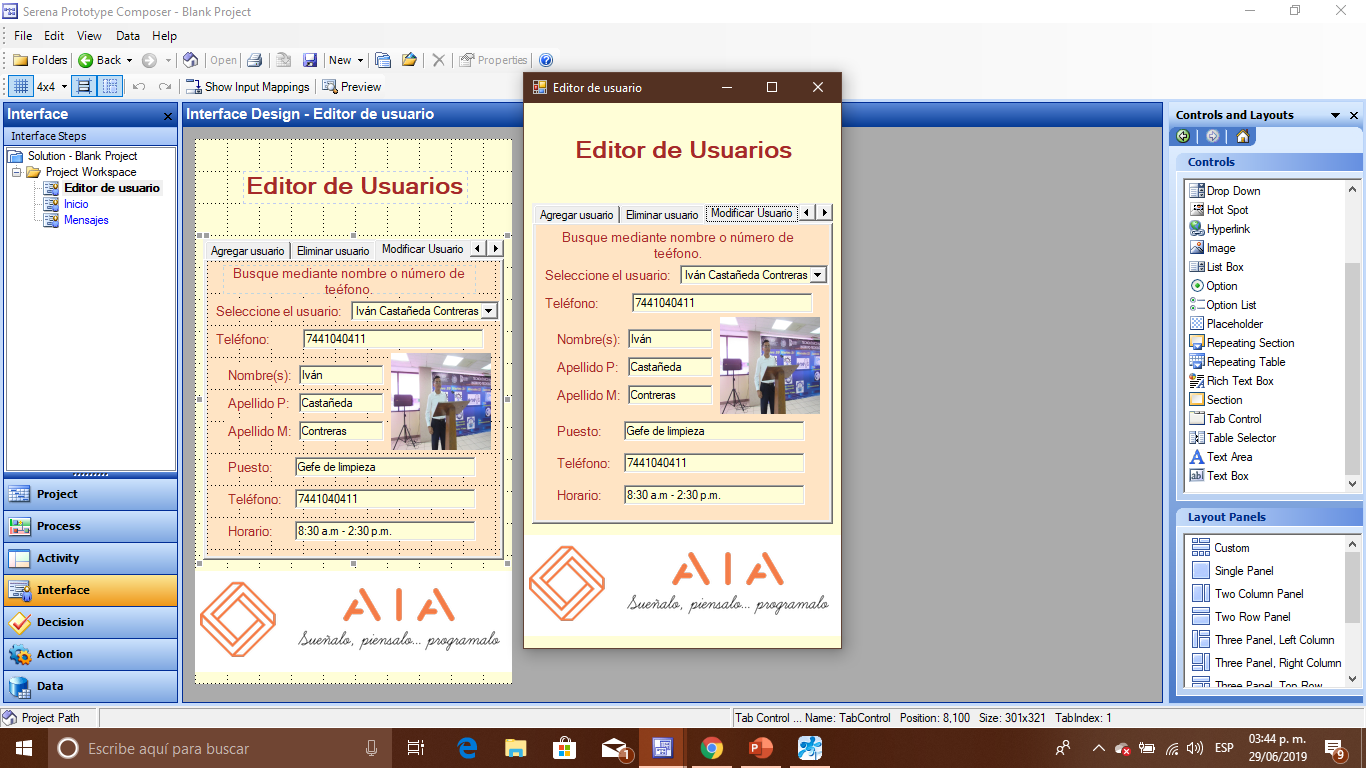 Serena Prototype Composer - Blank Project
File Edit View Data Help
Folders Back Open New Properties
4x4 Show Input Mappings Preview
Interface
Interface Steps
Solution - Blank Project
Project Workspace
Editor de usuario
Inicio
Mensajes
Project
Process
Activity
Interface
Decision
Action
Data
Interface Design - Editor de usuario
Editor de Usuarios
Agregar usuario Eliminar usuario Modificar Usuario
Busque mediante nombre o número de
teéfono.
Seleccione el usuario: Iván Castañeda Contreras
Teléfono: 7441040411
Nombre(s): Iván
Apellido P: Castañeda
Apellido M: Contreras
Puesto: Gefe de limpieza
Teléfono: 7441040411
Horario: 8:30 a.m - 2:30 p.m.
AIA
Sueñalo, piensalo... programalo
Editor de usuario
Editor de Usuarios
Agregar usuario Eliminar usuario Modificar Usuario
Busque mediante nombre o número de
teéfono.
Seleccione el usuario: Iván Castañeda Contreras
Teléfono: 7441040411
Nombre(s): Iván
Apellido P: Castañeda
Apellido M: Contreras
Puesto: Gefe de limpieza
Teléfono: 7441040411
Horario: 8:30 a.m - 2:30 p.m.
AIA
Sueñalo, piensalo... programalo
Controls and Layouts
Controls
Drop Down
Hot Spot
Hyperlink
Image
List Box
Option
Option List
Placeholder
Repeating Section
Repeating Table
Rich Text Box
Section
Tab Control
Table Selector
Text Area
Text Box
Layout Panels
Custom
Single Panel
Two Column Panel
Two Row Panel
Three Panel, Left Column
Three Panel, Right Column
Three Panel, Top Row
Project Path
Tab Control ... Name: TabControl Position: 8,100 Size: 301x321 TabIndex: 1
Escribe aquí para buscar
1
ESP
03:44 p. m.
29/06/2019
9